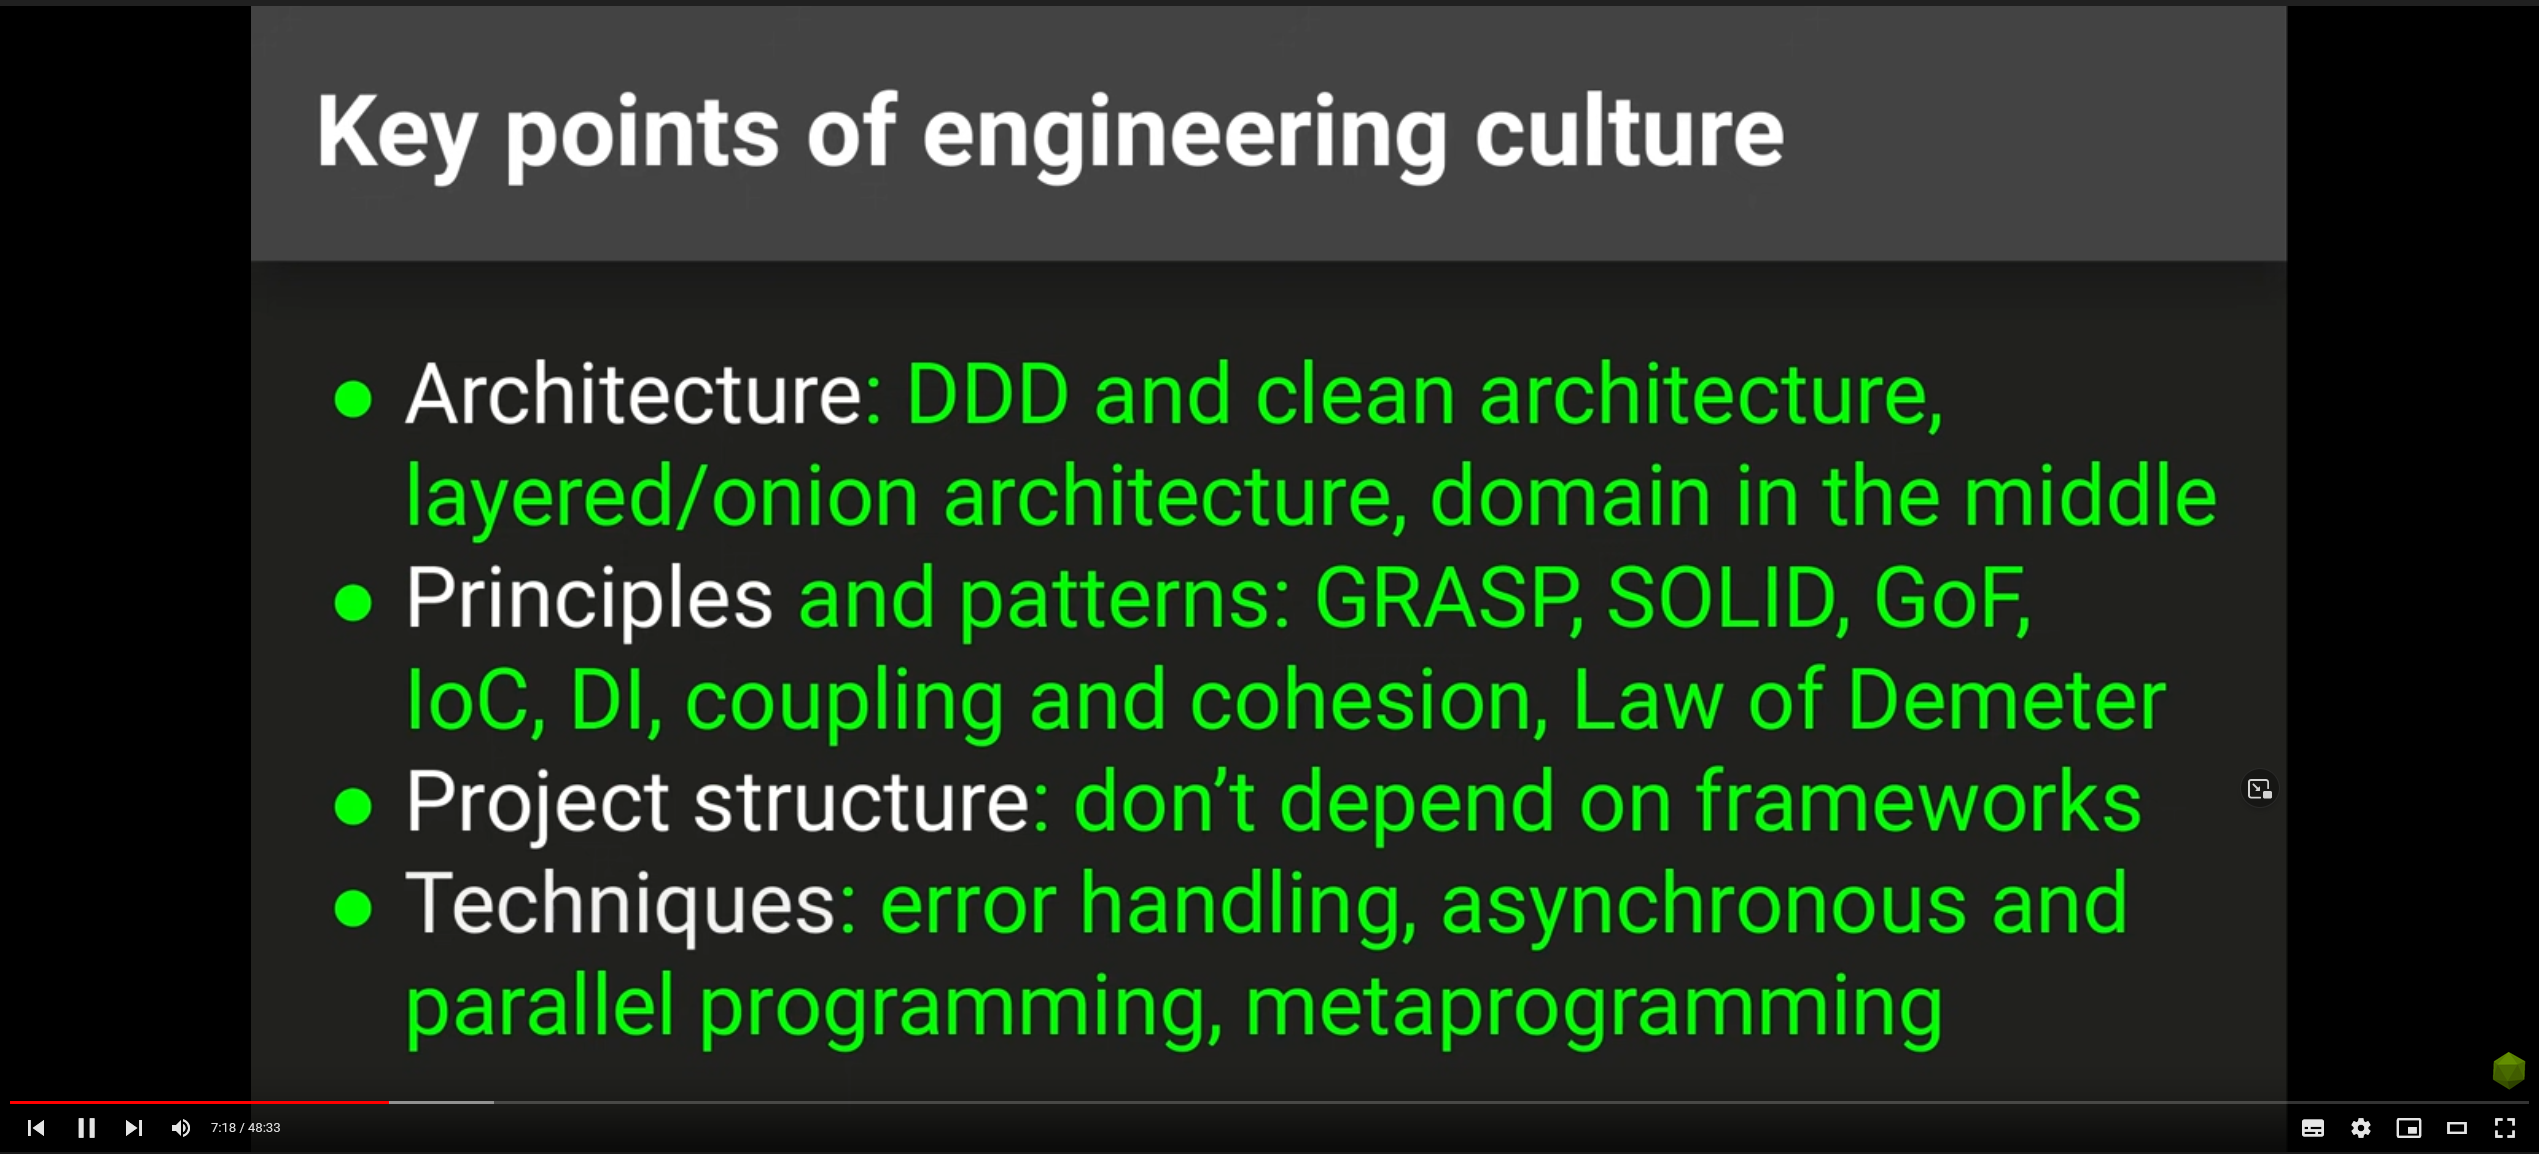 Key points of engineering culture
● Architecture: DDD and clean architecture,
layered/onion architecture, domain in the middle
● Principles and patterns: GRASP, SOLID, GoF,
IoC, DI, coupling and cohesion, Law of Demeter
● Project structure: don’t depend on frameworks
● Techniques: error handling, asynchronous and
parallel programming, metaprogramming
7:18 / 48:33